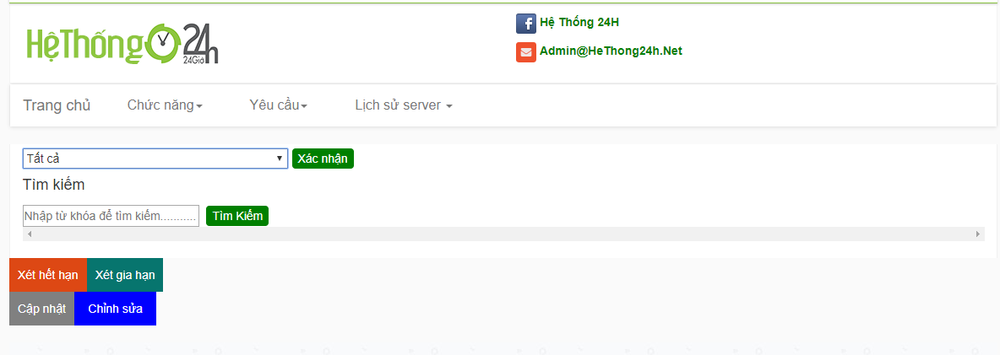 HệThống 24h
24Giờ
Hệ Thống 24H
Admin@HeThong24h.Net
Trang chủ Chức năng Yêu cầu Lịch sử server
Tất cả Xác nhận
Tìm kiếm
Nhập từ khóa để tìm kiếm........... Tìm Kiếm
Xét hết hạn Xét gia hạn
Cập nhật Chỉnh sửa